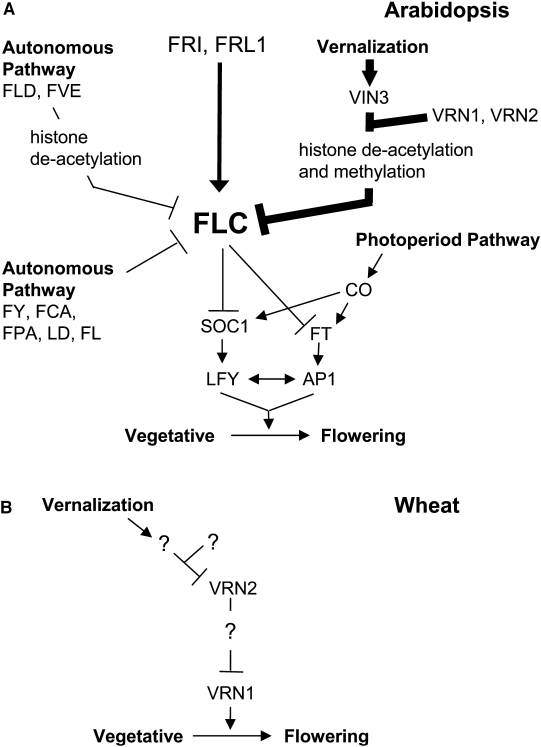 A
Arabidopsis
Autonomous
Pathway
FLD, FVE
histone
de-acetylation
FRI, FRL1
Vernalization
VIN3
VRN1, VRN2
histone de-acetylation
and methylation
FLC
Photoperiod Pathway
Autonomous
Pathway
FY, FCA,
FPA, LD, FL
CO
SOC1
FT
LFY
AP1
Vegetative
Flowering
B
Wheat
Vernalization
?
?
VRN2
?
VRN1
Vegetative
Flowering